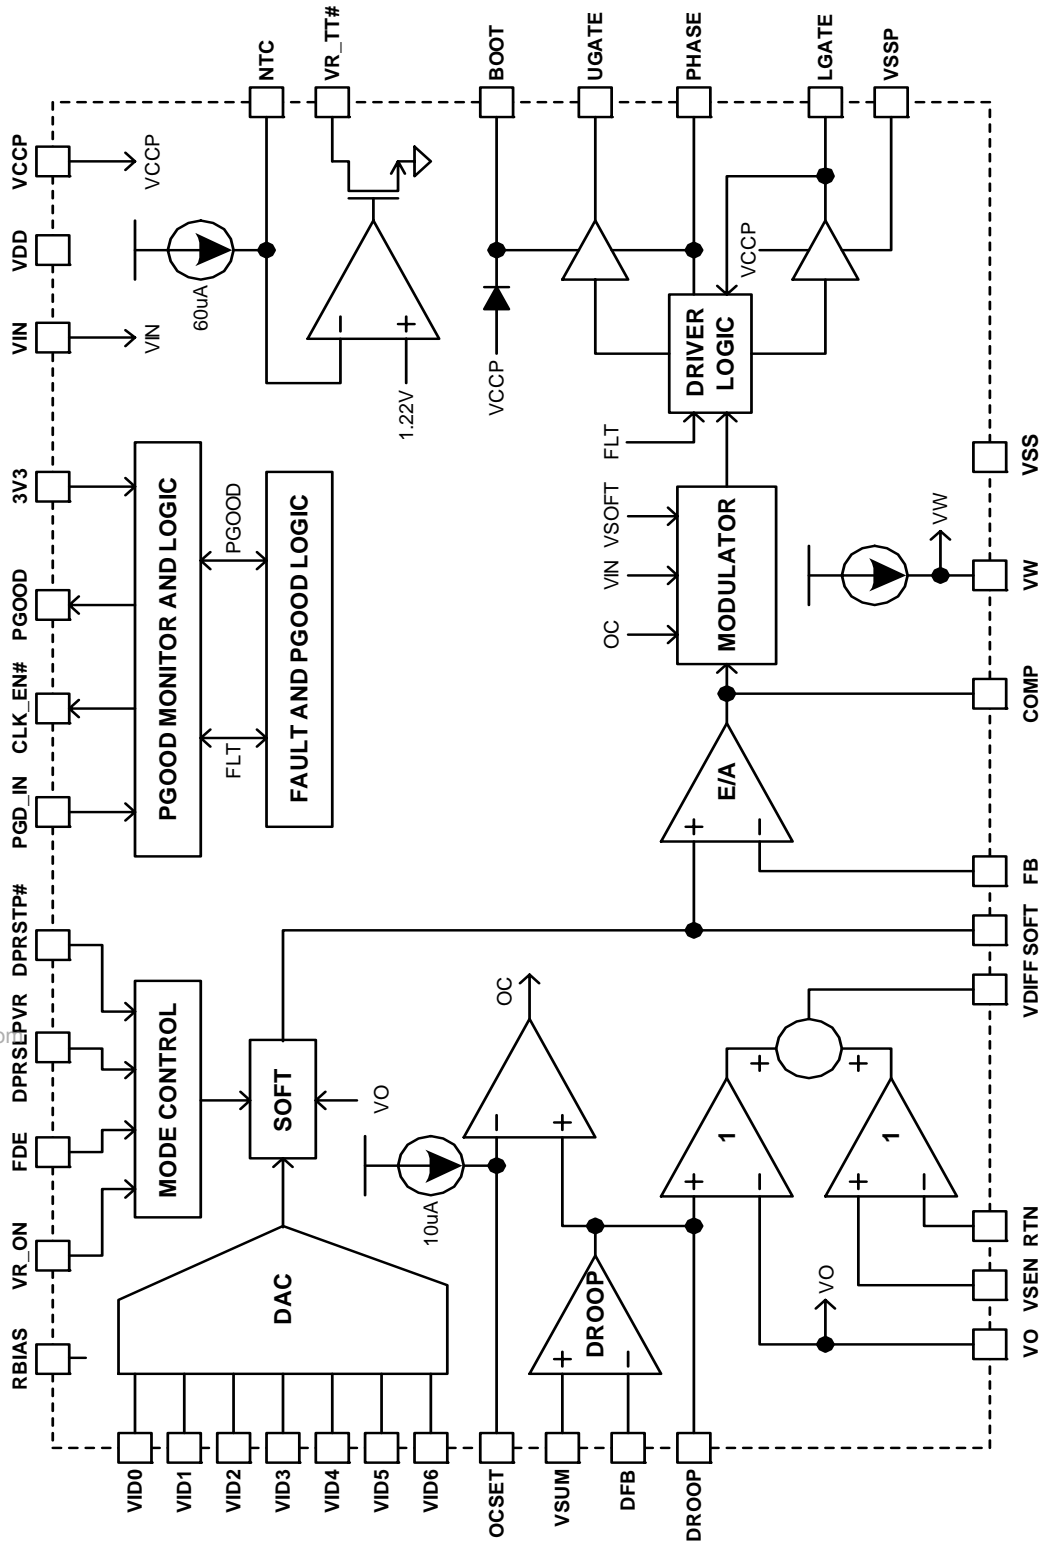 RBIAS
VR_ON
FDE
DPRSLPVR
DPRSTP#
PGD_IN
CLK_EN#
PGOOD
3V3
VIN
VDD
VCCP
VIN
VCCP
MODE CONTROL
PGOOD MONITOR AND LOGIC
FLT
PGOOD
FAULT AND PGOOD LOGIC
60uA
NTC
VR_TT#
1.22V
−
+
DAC
SOFT
VO
VID0
VID1
VID2
VID3
VID4
VID5
VID6
10uA
−
+
OC
OCSET
VSUM
DFB
DROOP
+
−
DROOP
VCCP
BOOT
UGATE
PHASE
LGATE
VSSP
VCCP
DRIVER
LOGIC
FLT
OC
VIN
VSOFT
MODULATOR
+
−
E/A
+
−
1
+
−
1
+
+
VO
VW
VO
VSEN
RTN
VDIFF
SOFT
FB
COMP
VW
VSS